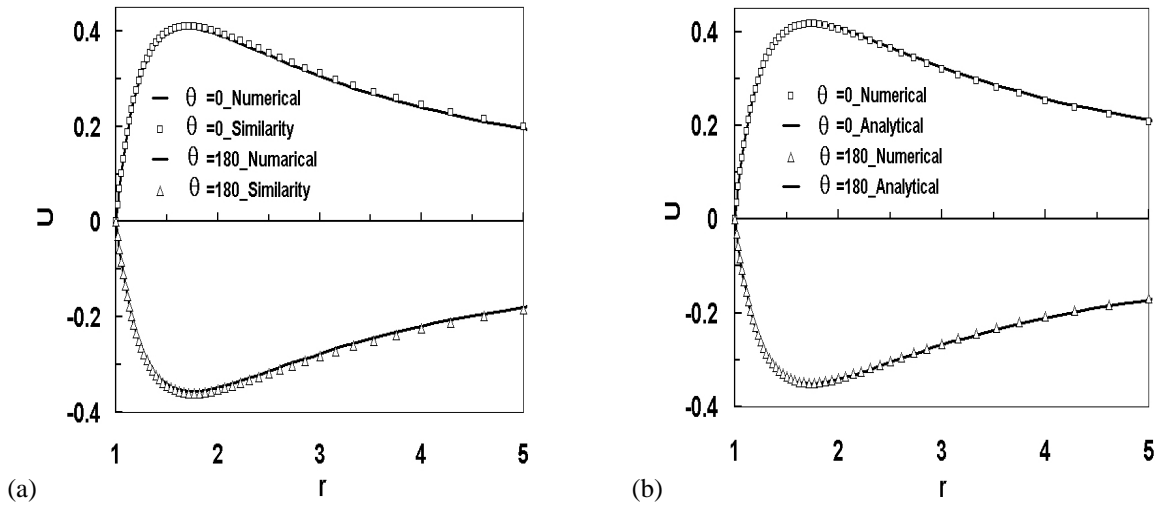 0.4
0.2
0
-0.2
-0.4
U
θ =0_Numerical
θ =0_Similarity
θ =180_Numarical
θ =180_Similarity
1 2 3 4 5
r
(a)
0.4
0.2
0
-0.2
-0.4
U
θ =0_Numerical
θ =0_Analytical
θ =180_Numerical
θ =180_Analytical
1 2 3 4 5
r
(b)